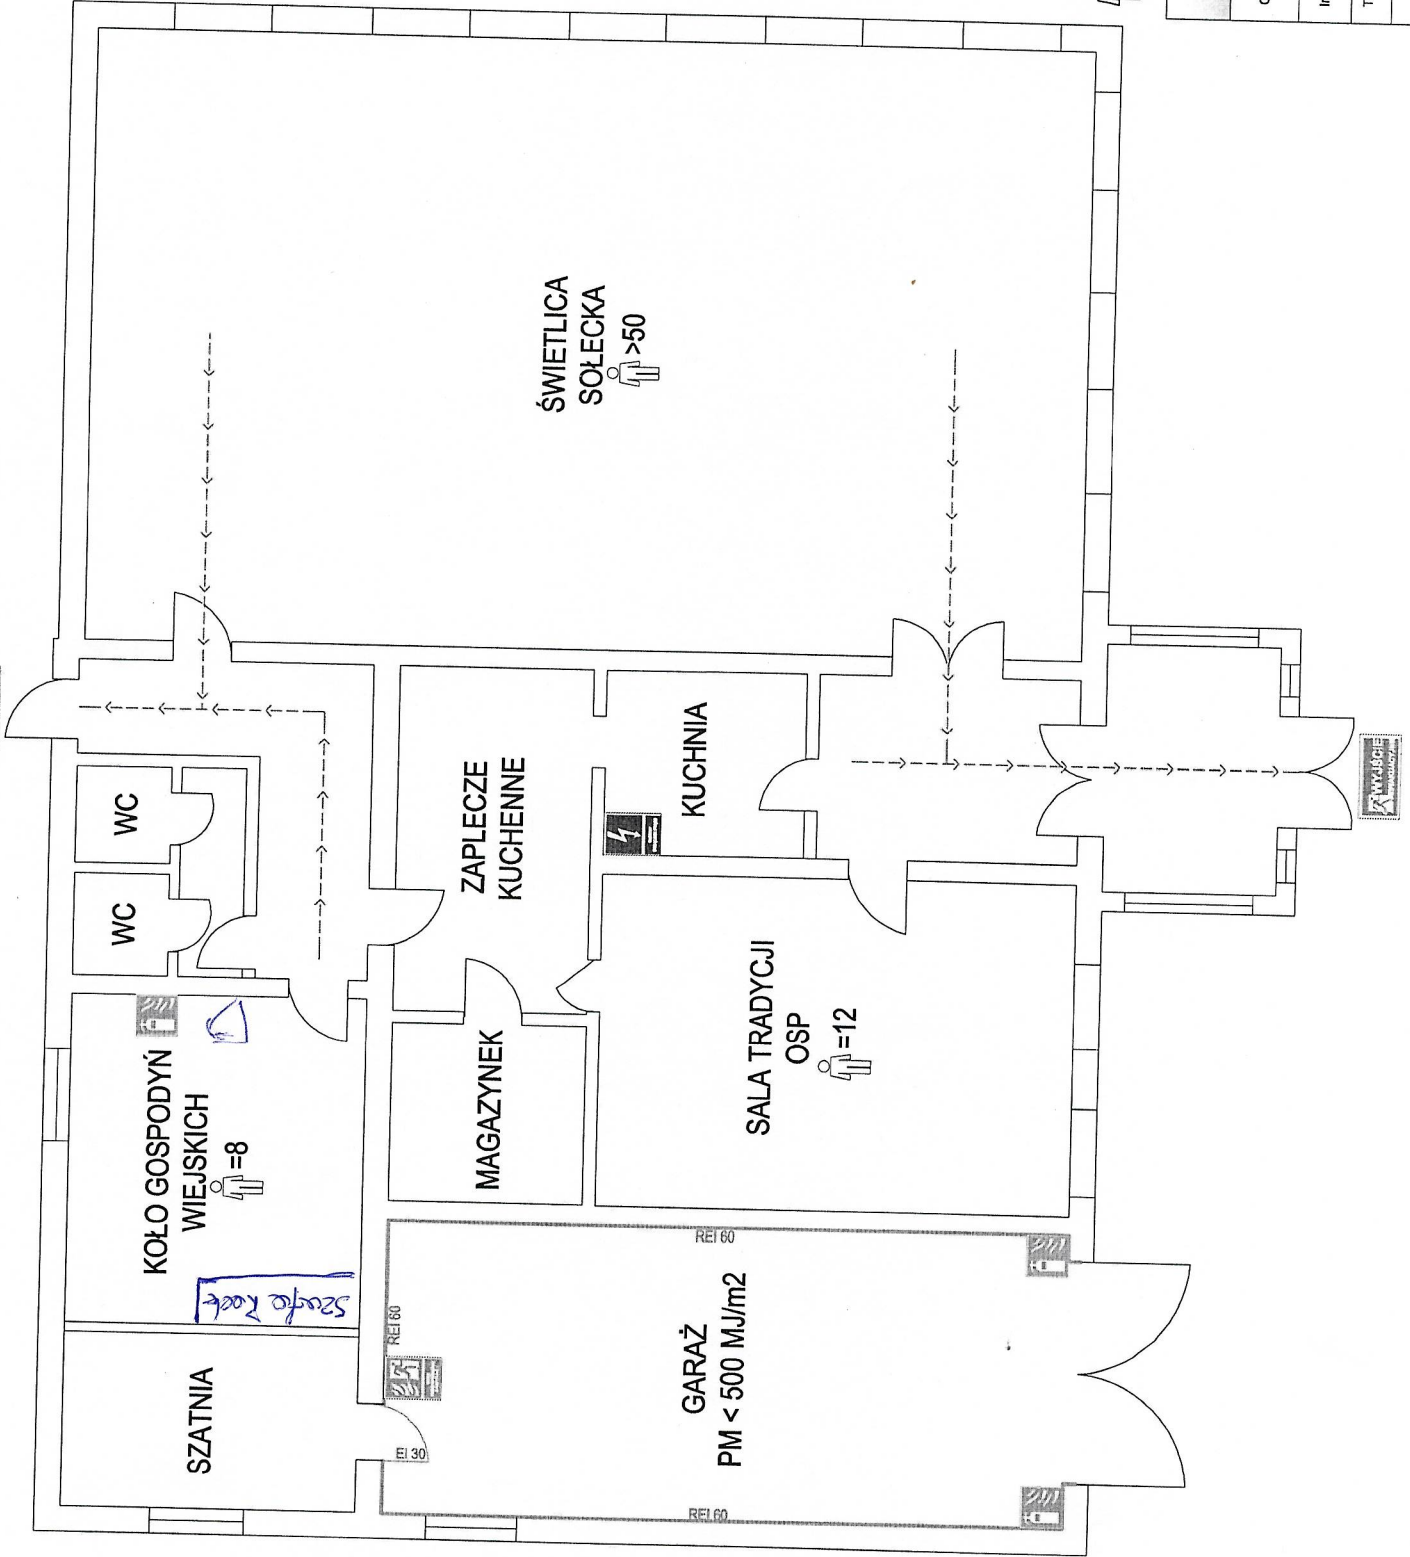 ŚWIETLICA
SOŁECKA
>50
WC
WC
ZAPLECZE
KUCHENNE
KUCHNIA
WYJŚCIE
KOŁO GOSPODYŃ
WIEJSKICH
=8
MAGAZYNEK
SALA TRADYCJI
OSP
=12
SZATNIA
REI 60
REI 60
EI 30
REI 60
GARAŻ
PM < 500 MJ/m2